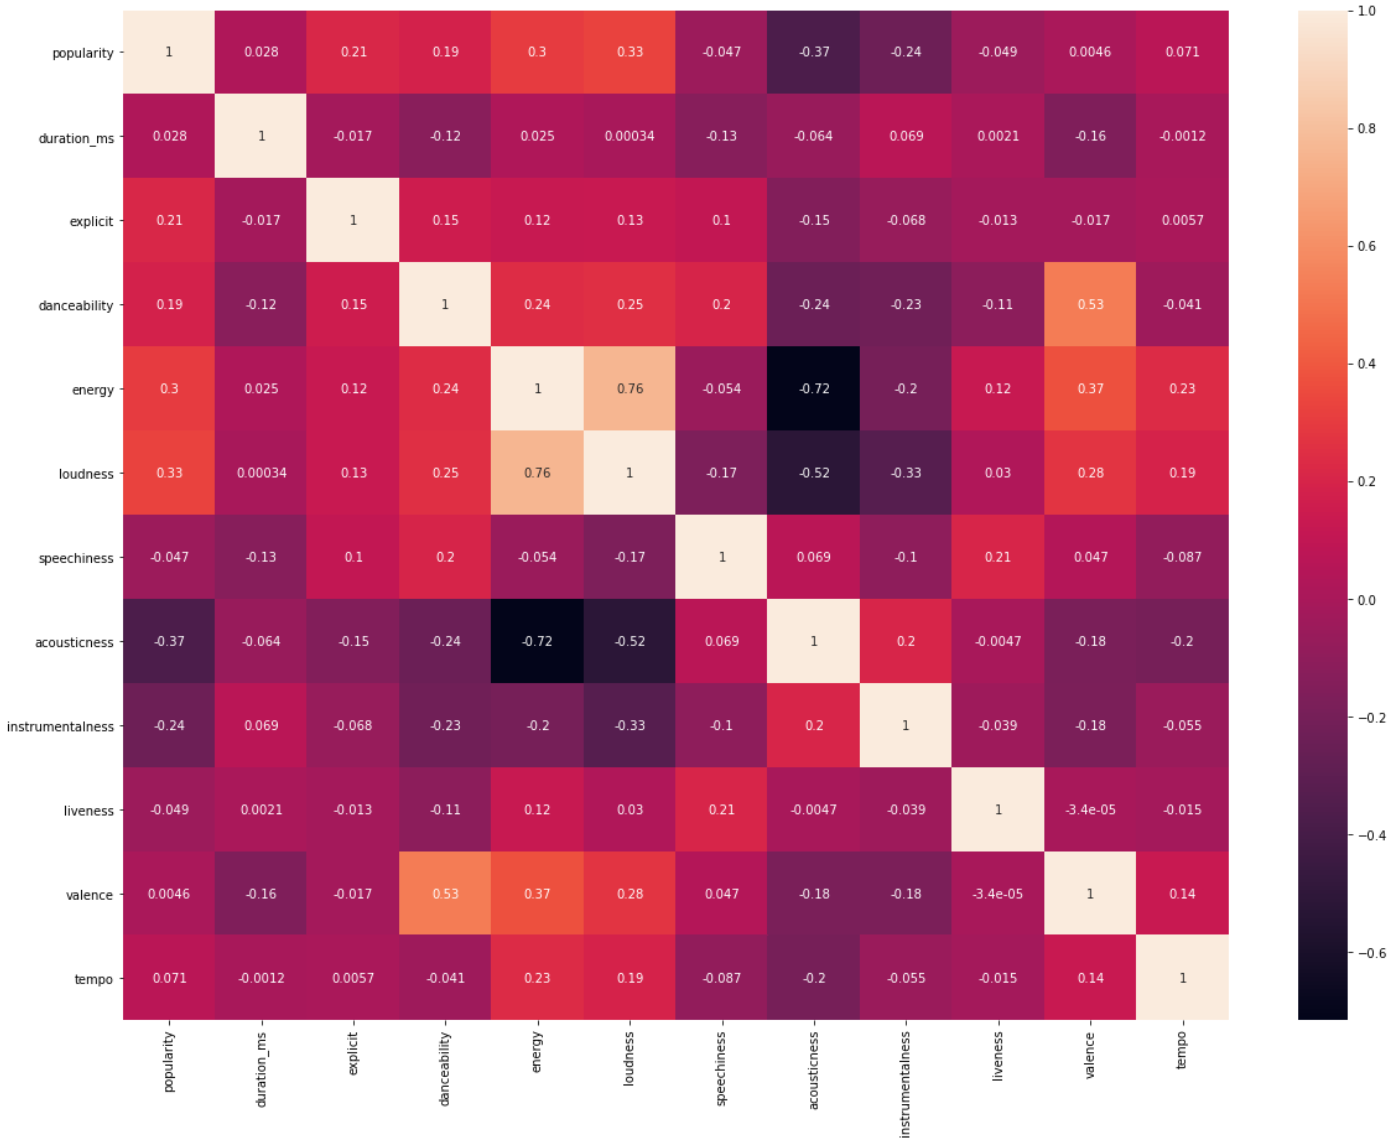 popularity 1 0.028 0.21 0.19 0.3 0.33 -0.047 -0.37 -0.24 -0.049 0.0046 0.071
duration_ms 0.028 1 -0.017 -0.12 0.025 0.00034 -0.13 -0.064 0.069 0.0021 -0.16 -0.0012
explicit 0.21 -0.017 1 0.15 0.12 0.13 0.1 -0.15 -0.068 -0.013 -0.017 0.0057
danceability 0.19 -0.12 0.15 1 0.24 0.25 0.2 -0.24 -0.23 -0.11 0.53 -0.041
energy 0.3 0.025 0.12 0.24 1 0.76 -0.054 -0.72 -0.2 0.12 0.37 0.23
loudness 0.33 0.00034 0.13 0.25 0.76 1 -0.17 -0.52 -0.33 0.03 0.28 0.19
speechiness -0.047 -0.13 0.1 0.2 -0.054 -0.17 1 0.069 -0.1 0.21 0.047 -0.087
acousticness -0.37 -0.064 -0.15 -0.24 -0.72 -0.52 0.069 1 0.2 -0.0047 -0.18 -0.2
instrumentalness -0.24 0.069 -0.068 -0.23 -0.2 -0.33 -0.1 0.2 1 -0.039 -0.18 -0.055
liveness -0.049 0.0021 -0.013 -0.11 0.12 0.03 0.21 -0.0047 -0.039 1 -3.4e-05 -0.015
valence 0.0046 -0.16 -0.017 0.53 0.37 0.28 0.047 -0.18 -0.18 -3.4e-05 1 0.14
tempo 0.071 -0.0012 0.0057 -0.041 0.23 0.19 -0.087 -0.2 -0.055 -0.015 0.14 1
popularity
duration_ms
explicit
danceability
energy
loudness
speechiness
acousticness
instrumentalness
liveness
valence
tempo
1.0
0.8
0.6
0.4
0.2
0.0
−0.2
−0.4
−0.6